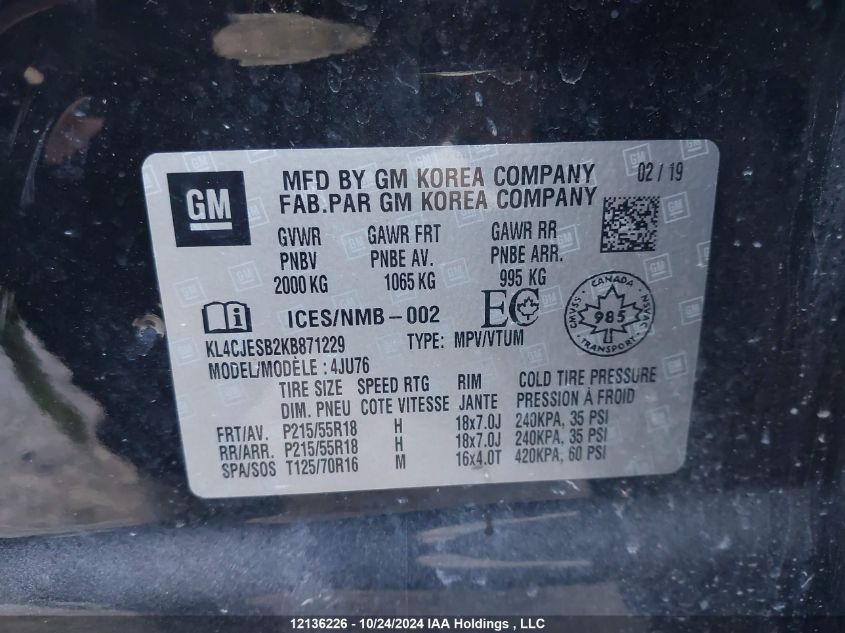 GM
MFD BY GM KOREA COMPANY 02 / 19
FAB.PAR GM KOREA COMPANY
GVWR GAWR FRT GAWR RR
PNBV PNBE AV. PNBE ARR.
2000 KG 1065 KG 995 KG
ICES/NMB-002 EC
CANADA
CMVSS 985 NSVAC
TRANSPORT
KL4CJESB2KB871229 TYPE: MPV/VTUM
MODEL/MODÈLE : 4JU76
TIRE SIZE SPEED RTG RIM COLD TIRE PRESSURE
DIM. PNEU COTE VITESSE JANTE PRESSION À FROID
FRT/AV. P215/55R18 H 18x7.0J 240KPA, 35 PSI
RR/ARR. P215/55R18 H 18x7.0J 240KPA, 35 PSI
SPA/SOS T125/70R16 M 16x4.0T 420KPA, 60 PSI
12136226 - 10/24/2024 IAA Holdings , LLC